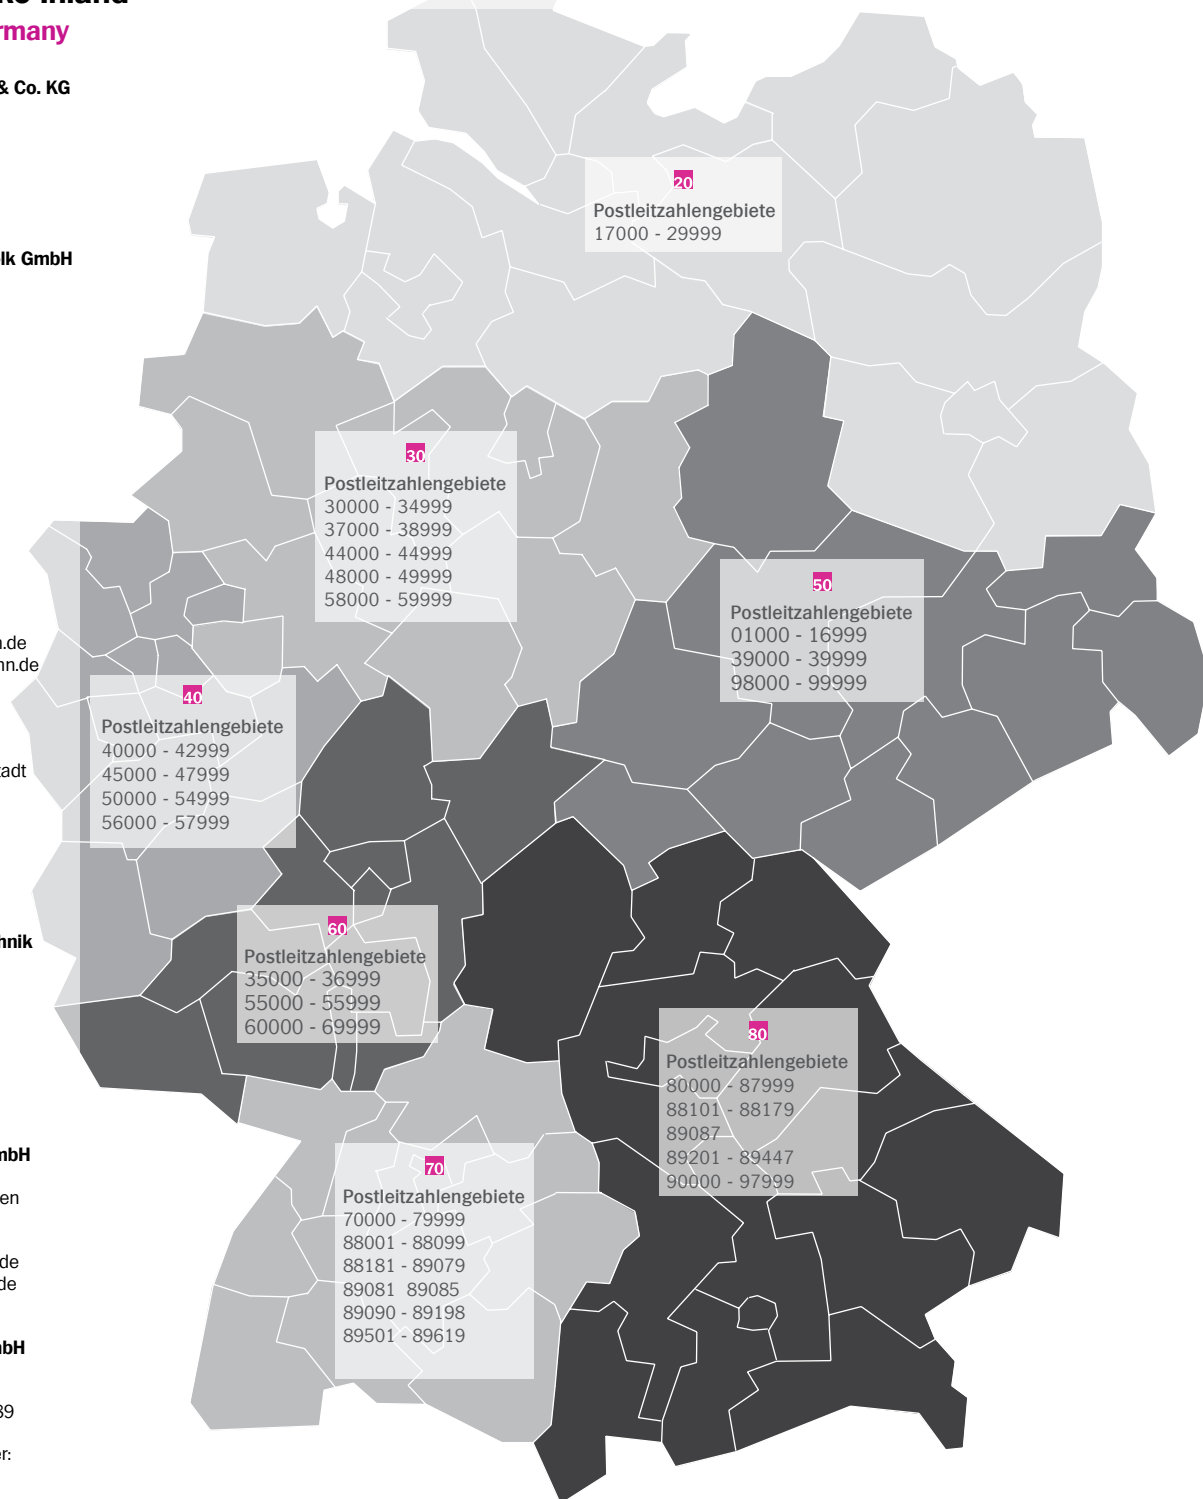 rmany
& Co. KG
lk GmbH
n.de
nn.de
tadt
hnik
mbH
en
de
de
nbH
39
er:
20
Postleitzahlengebiete
17000 - 29999
30
Postleitzahlengebiete
30000 - 34999
37000 - 38999
44000 - 44999
48000 - 49999
58000 - 59999
50
Postleitzahlengebiete
01000 - 16999
39000 - 39999
98000 - 99999
40
Postleitzahlengebiete
40000 - 42999
45000 - 47999
50000 - 54999
56000 - 57999
60
Postleitzahlengebiete
35000 - 36999
55000 - 55999
60000 - 69999
80
Postleitzahlengebiete
80000 - 87999
88101 - 88179
89087
89201 - 89447
90000 - 97999
70
Postleitzahlengebiete
70000 - 79999
88001 - 88099
88181 - 89079
89081 89085
89090 - 89198
89501 - 89619